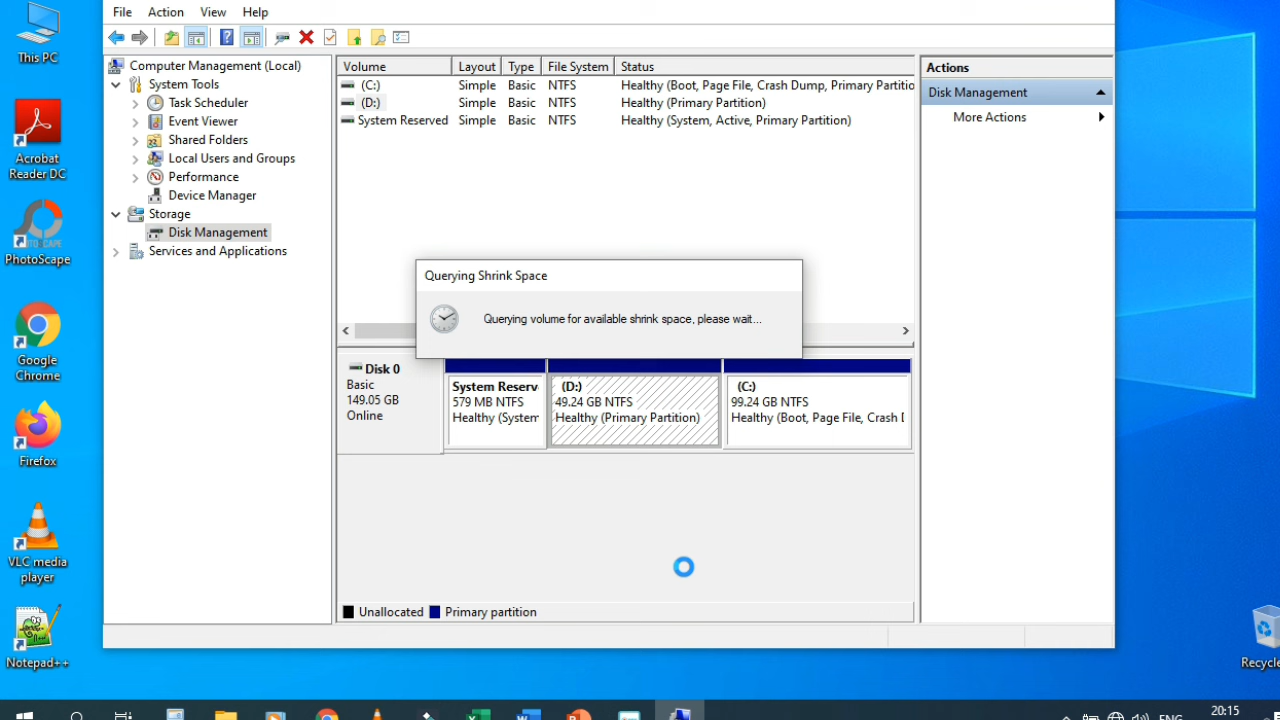 File Action View Help
This PC
Acrobat
Reader DC
PhotoScape
Google
Chrome
Firefox
VLC media
player
Notepad++
Computer Management (Local)
System Tools
Task Scheduler
Event Viewer
Shared Folders
Local Users and Groups
Performance
Device Manager
Storage
Disk Management
Services and Applications
Volume Layout Type File System Status
(C:) Simple Basic NTFS Healthy (Boot, Page File, Crash Dump, Primary Partitio
(D:) Simple Basic NTFS Healthy (Primary Partition)
System Reserved Simple Basic NTFS Healthy (System, Active, Primary Partition)
Actions
Disk Management
More Actions
Querying Shrink Space
Querying volume for available shrink space, please wait...
Disk 0
Basic
149.05 GB
Online
System Reserv
579 MB NTFS
Healthy (System
(D:)
49.24 GB NTFS
Healthy (Primary Partition)
(C:)
99.24 GB NTFS
Healthy (Boot, Page File, Crash D
Unallocated Primary partition
Recycle
ENG
20:15